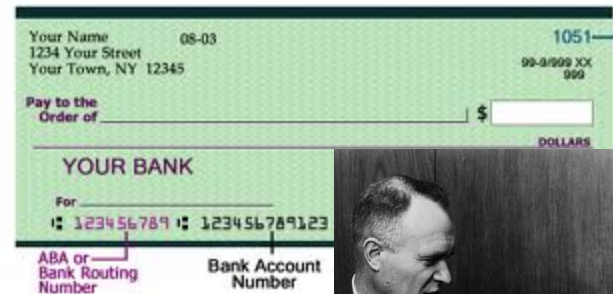 Your Name 08-03 1051
1234 Your Street
Your Town, NY 12345 99-9/999 XX
999
Pay to the
Order of $
DOLLARS
YOUR BANK
For
⑆ 123456789 ⑆ 123456789123
ABA or
Bank Routing
Number
Bank Account
Number